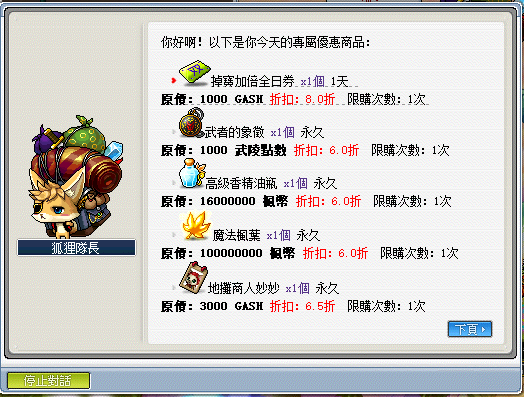 你好啊! 以下是你今天的專屬優惠商品:
掉寶加倍全日券 x1個 1天
原價: 1000 GASH 折扣: 8.0折 限購次數: 1次
武者的象徵 x1個 永久
原價: 1000 武陵點數 折扣: 6.0折 限購次數: 1次
高級香精油瓶 x1個 永久
原價: 16000000 楓幣 折扣: 6.0折 限購次數: 1次
魔法楓葉 x1個 永久
原價: 100000000 楓幣 折扣: 6.0折 限購次數: 1次
地攤商人妙妙 x1個 永久
原價: 3000 GASH 折扣: 6.5折 限購次數: 1次
狐狸隊長
下頁
停止對話